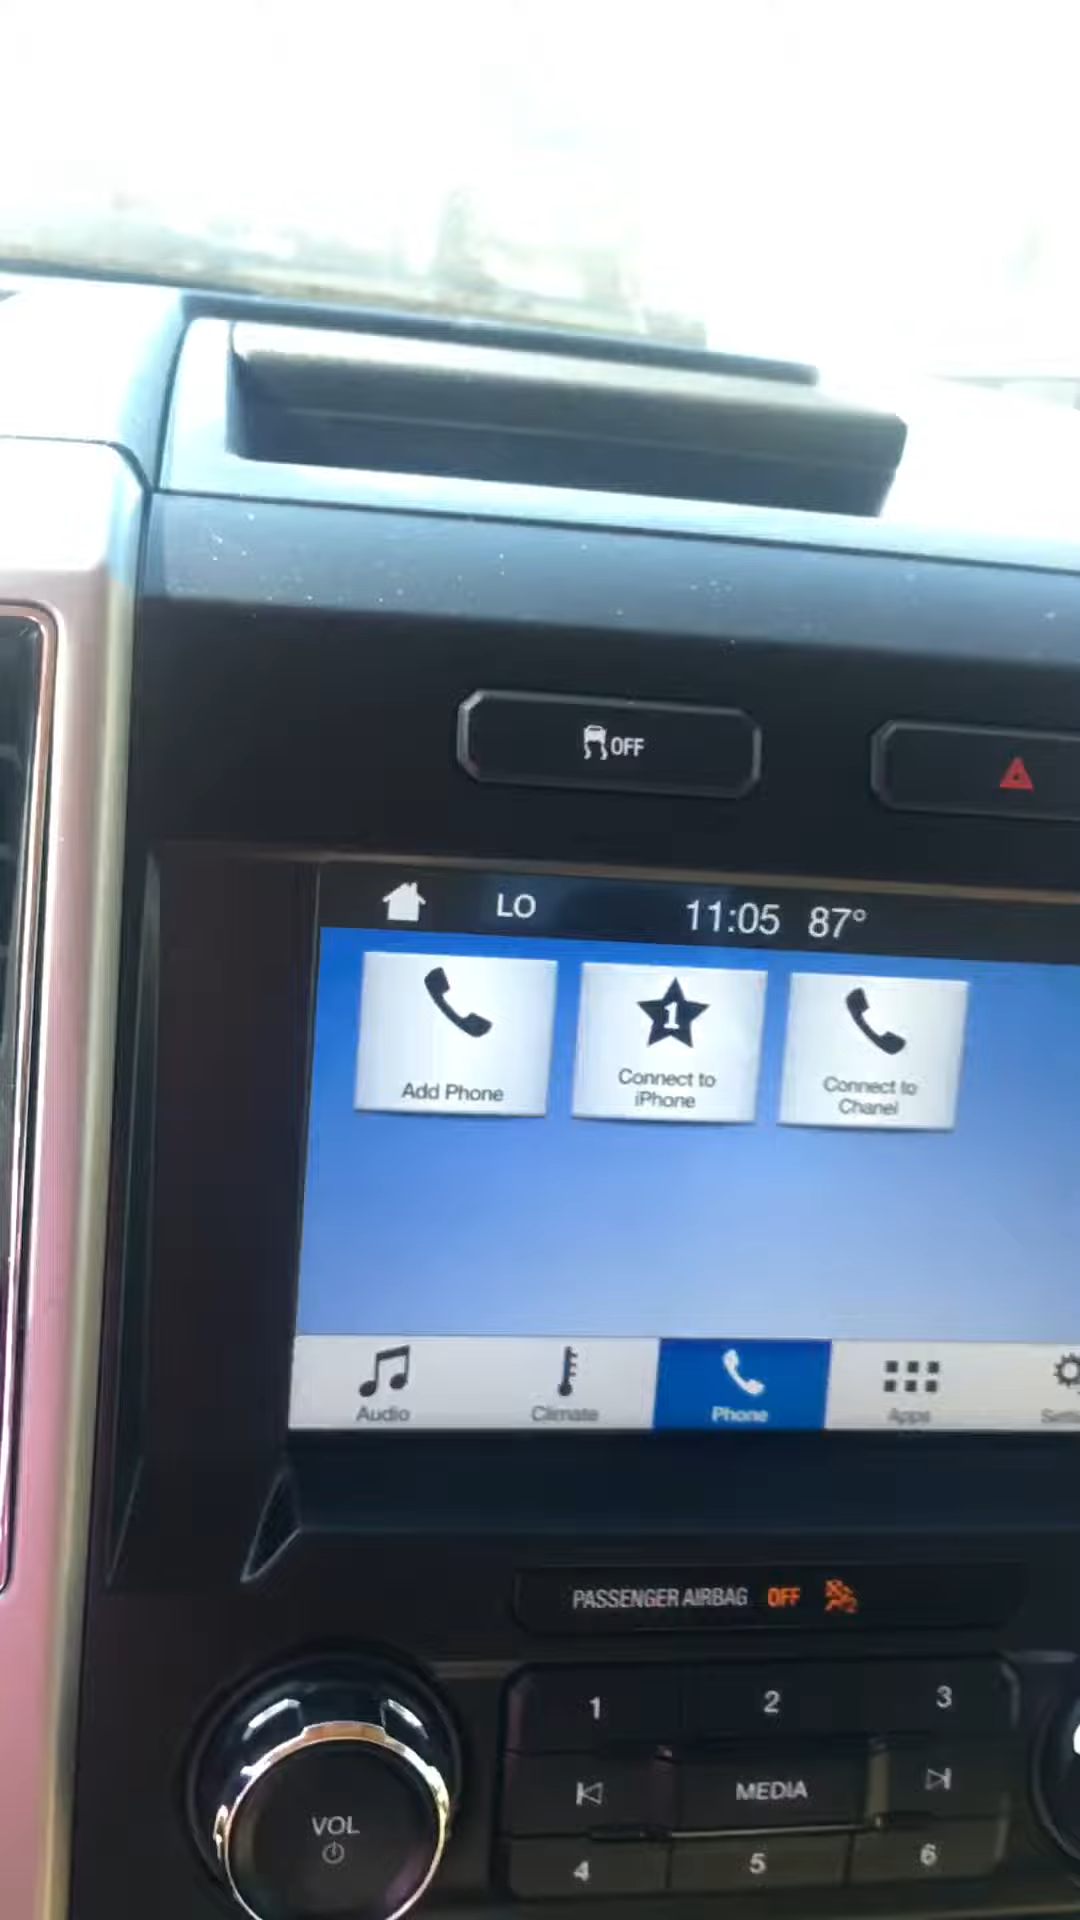 OFF
LO 11:05 87°
1
Add Phone
Connect to
iPhone
Connect to
Chanel
Audio Climate Phone Apps
PASSENGER AIRBAG OFF
1 2 3
MEDIA
VOL
4 5 6